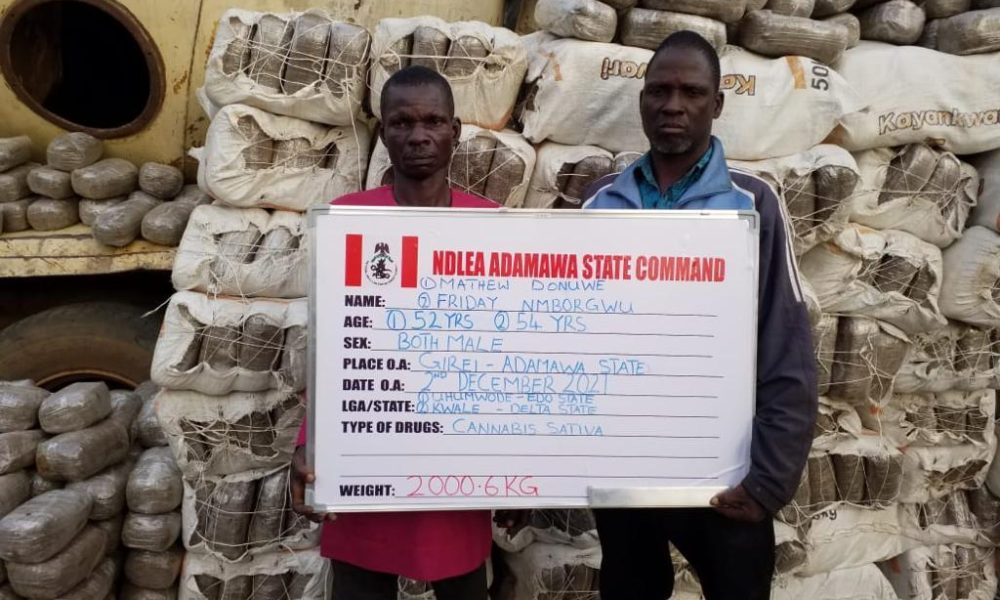 NDLEA ADAMAWA STATE COMMAND
① MATHEW DONUWE
NAME: ② FRIDAY NMBORGWU
AGE: ① 52 YRS ② 54 YRS
SEX: BOTH MALE
PLACE O.A: GIREI - ADAMAWA STATE
DATE O.A: 2ND DECEMBER 2021
① UHUMWODE - EDO STATE
LGA/STATE: ② KWALE - DELTA STATE
TYPE OF DRUGS: CANNABIS SATIVA
WEIGHT: 2000.6 KG
Kayankwa
50